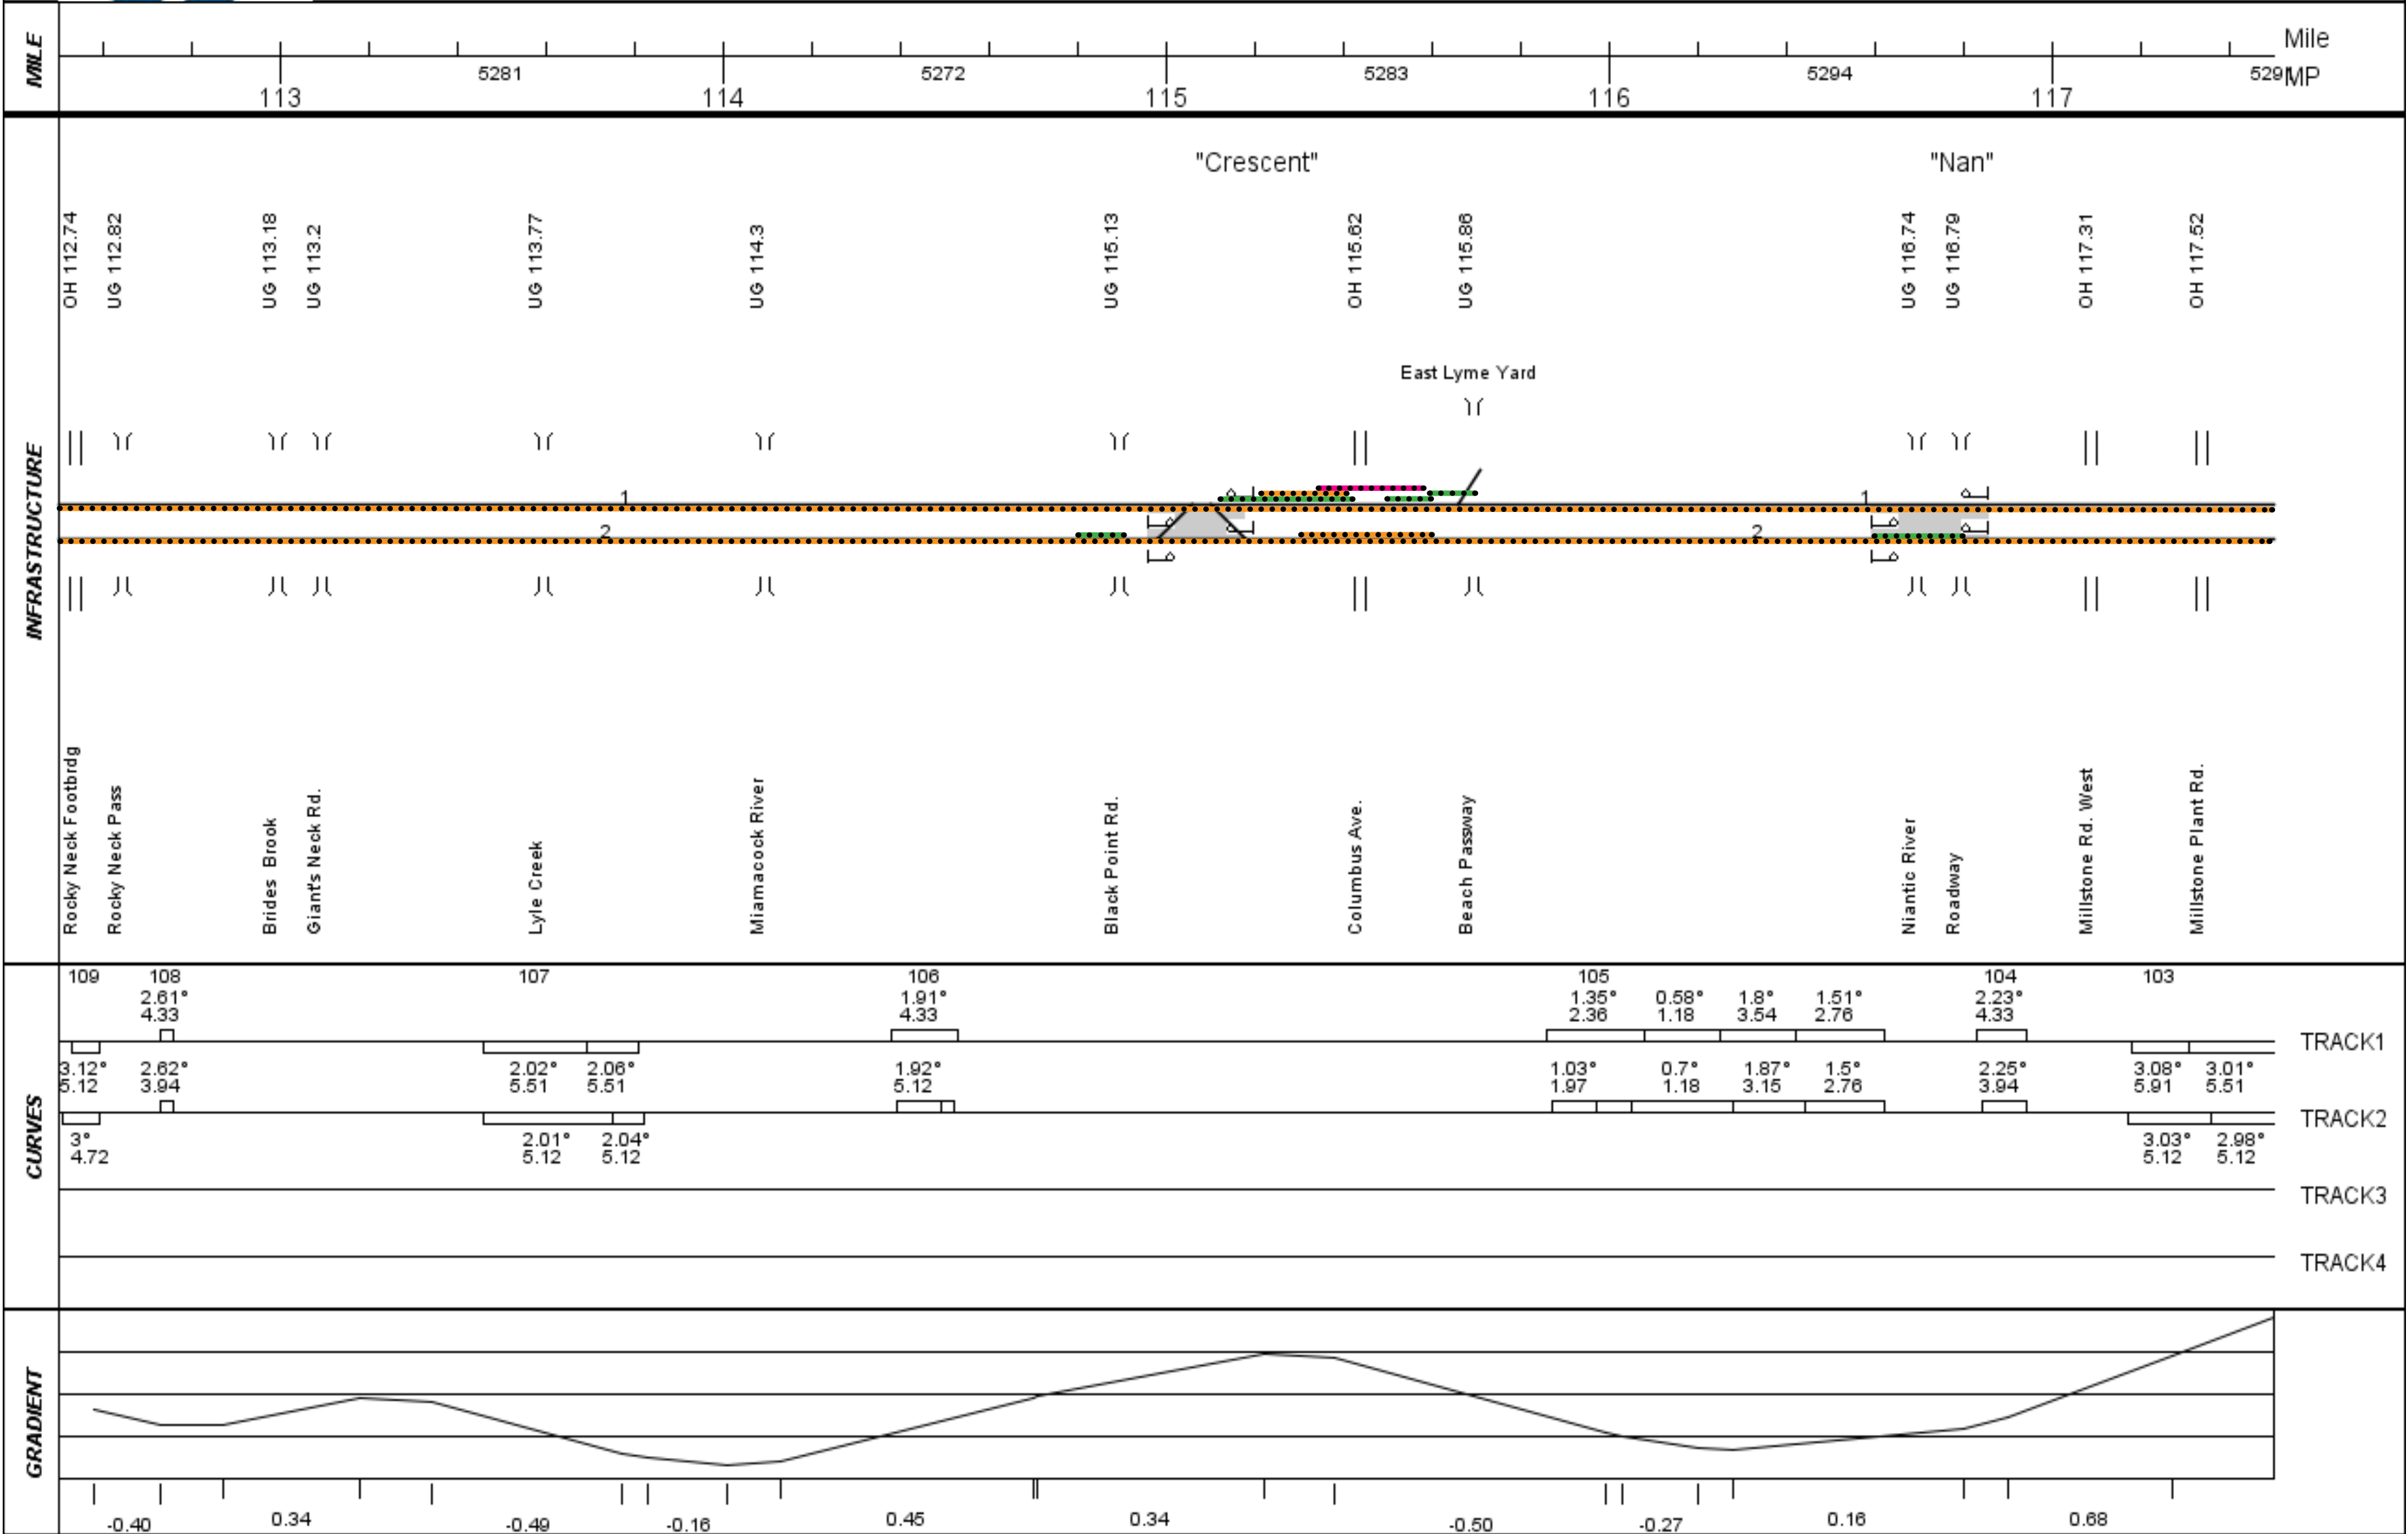 MILE
Mile
5281
5272
5283
5294
MP
113
114
115
116
117
"Crescent"
"Nan"
OH 112.74
UG 112.82
UG 113.18
UG 113.2
UG 113.77
UG 114.3
UG 115.13
OH 115.62
UG 115.86
UG 116.74
UG 116.79
OH 117.31
OH 117.52
East Lyme Yard
INFRASTRUCTURE
1
1
2
2
Rocky Neck Footbrdg
Rocky Neck Pass
Brides Brook
Giant's Neck Rd.
Lyle Creek
Miamacock River
Black Point Rd.
Columbus Ave.
Beach Passway
Niantic River
Roadway
Millstone Rd. West
Millstone Plant Rd.
CURVES
109
108
107
106
105
104
103
2.61°
1.91°
1.35°
0.58°
1.8°
1.51°
2.23°
4.33
4.33
2.36
1.18
3.54
2.76
4.33
TRACK1
3.12°
2.62°
2.02°
2.06°
1.92°
1.03°
0.7°
1.87°
1.5°
2.25°
3.08°
3.01°
5.12
3.94
5.51
5.51
5.12
1.97
1.18
3.15
2.76
3.94
5.91
5.51
TRACK2
3°
2.01°
2.04°
3.03°
2.98°
4.72
5.12
5.12
5.12
5.12
TRACK3
TRACK4
GRADIENT
-0.40
0.34
-0.49
-0.16
0.45
0.34
-0.50
-0.27
0.16
0.68